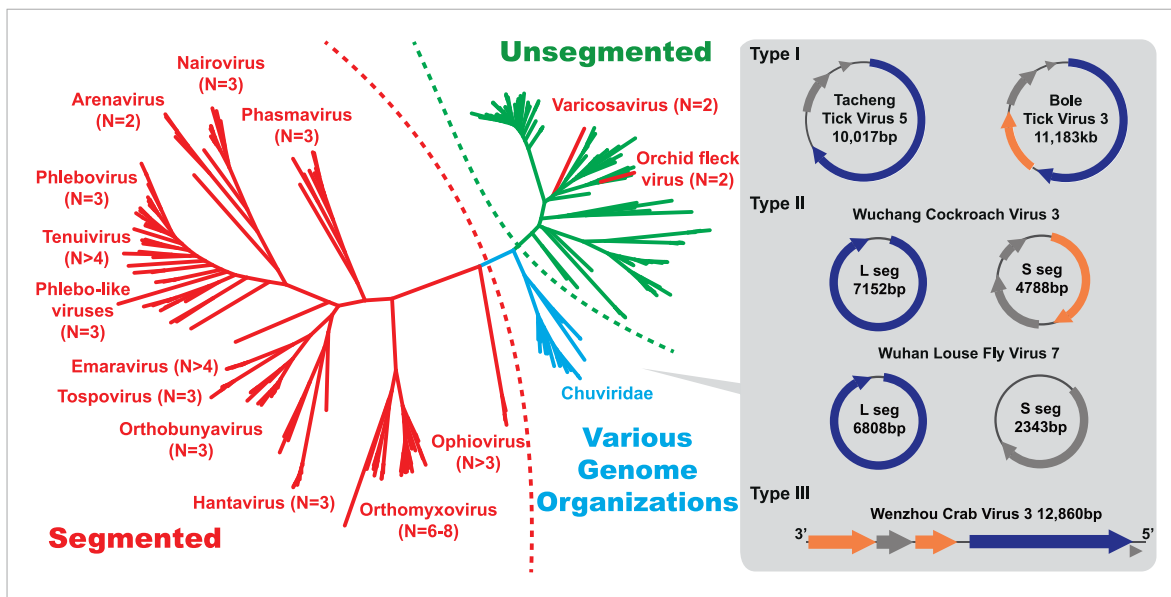 Unsegmented
Nairovirus
(N=3)
Arenavirus
(N=2)
Phasmavirus
(N=3)
Varicosavirus (N=2)
Orchid fleck
virus (N=2)
Phlebovirus
(N=3)
Tenuivirus
(N>4)
Phlebo-like
viruses
(N=3)
Emaravirus (N>4)
Tospovirus (N=3)
Orthobunyavirus
(N=3)
Hantavirus (N=3)
Orthomyxovirus
(N=6-8)
Ophiovirus
(N>3)
Chuviridae
Various
Genome
Organizations
Segmented
Type I
Tacheng
Tick Virus 5
10,017bp
Bole
Tick Virus 3
11,183kb
Type II
Wuchang Cockroach Virus 3
L seg
7152bp
S seg
4788bp
Wuhan Louse Fly Virus 7
L seg
6808bp
S seg
2343bp
Type III
Wenzhou Crab Virus 3 12,860bp
3’
5’